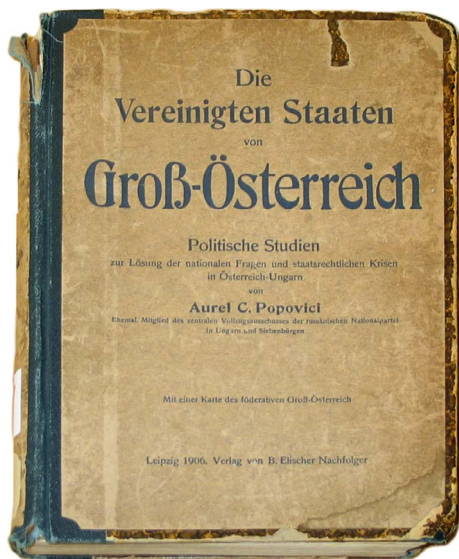 Die
Vereinigten Staaten
von
Groß-Österreich
Politische Studien
zur Lösung der nationalen Fragen und staatsrechtlichen Krisen
in Österreich-Ungarn
von
Aurel C. Popovici
Ehemal. Mitglied des zentralen Vollzugsausschusses der rumänischen Nationalpartei
in Ungarn und Siebenbürgen
Mit einer Karte des föderativen Groß-Österreich
Leipzig 1906. Verlag von B. Elischer Nachfolger